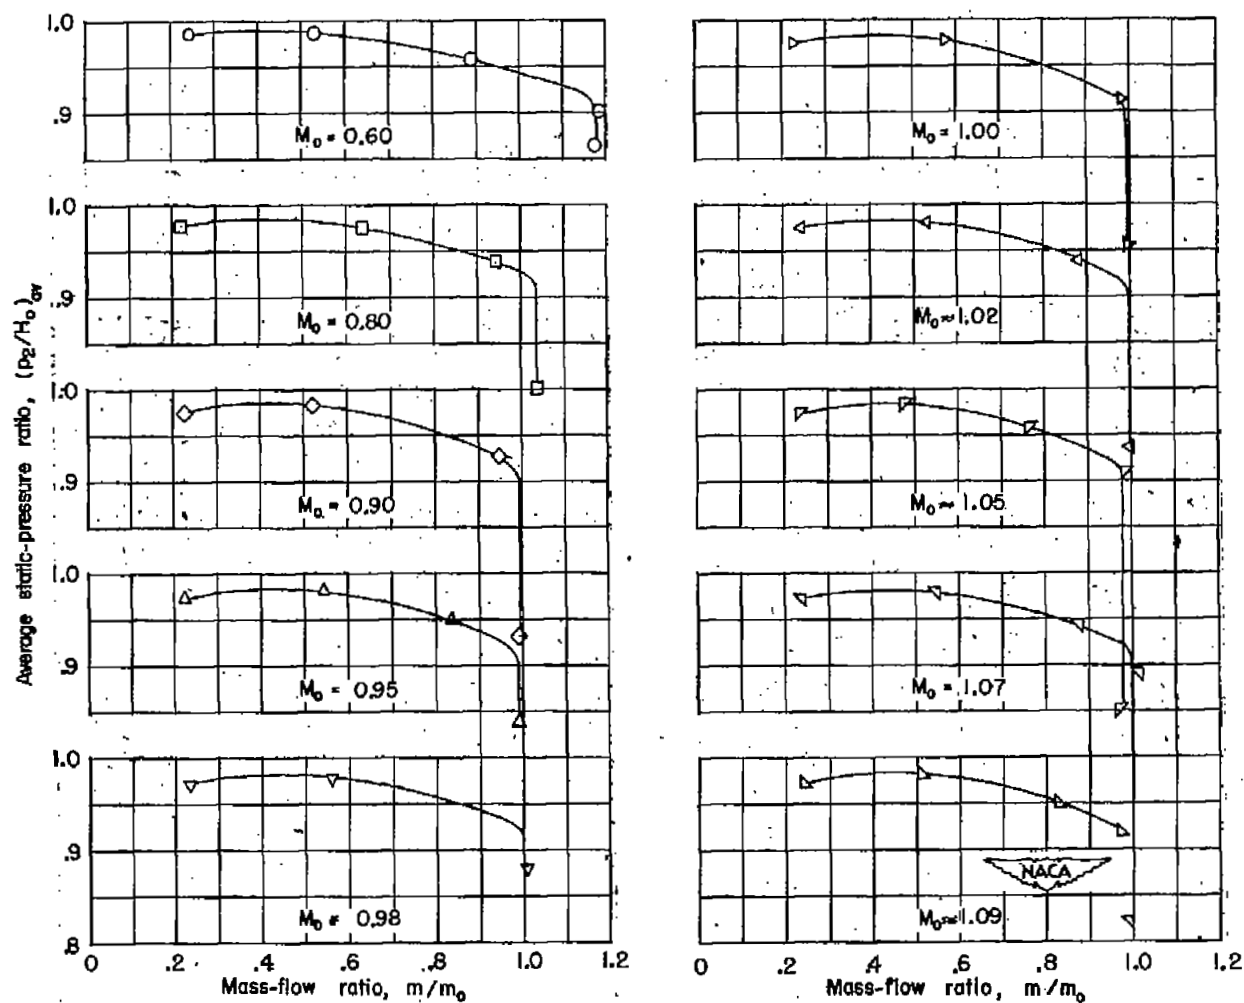 1.0
.9
M₀ = 0.60
M₀ = 1.00
1.0
.9
M₀ = 0.80
M₀ ≈ 1.02
1.0
.9
M₀ = 0.90
M₀ ≈ 1.05
1.0
.9
M₀ = 0.95
M₀ = 1.07
1.0
.9
.8
M₀ = 0.98
NACA
M₀ ≈ 1.09
Average static-pressure ratio, (p₂/H₀)av
0 .2 .4 .6 .8 1.0 1.2
0 .2 .4 .6 .8 1.0 1.2
Mass-flow ratio, m/m₀
Mass-flow ratio, m/m₀